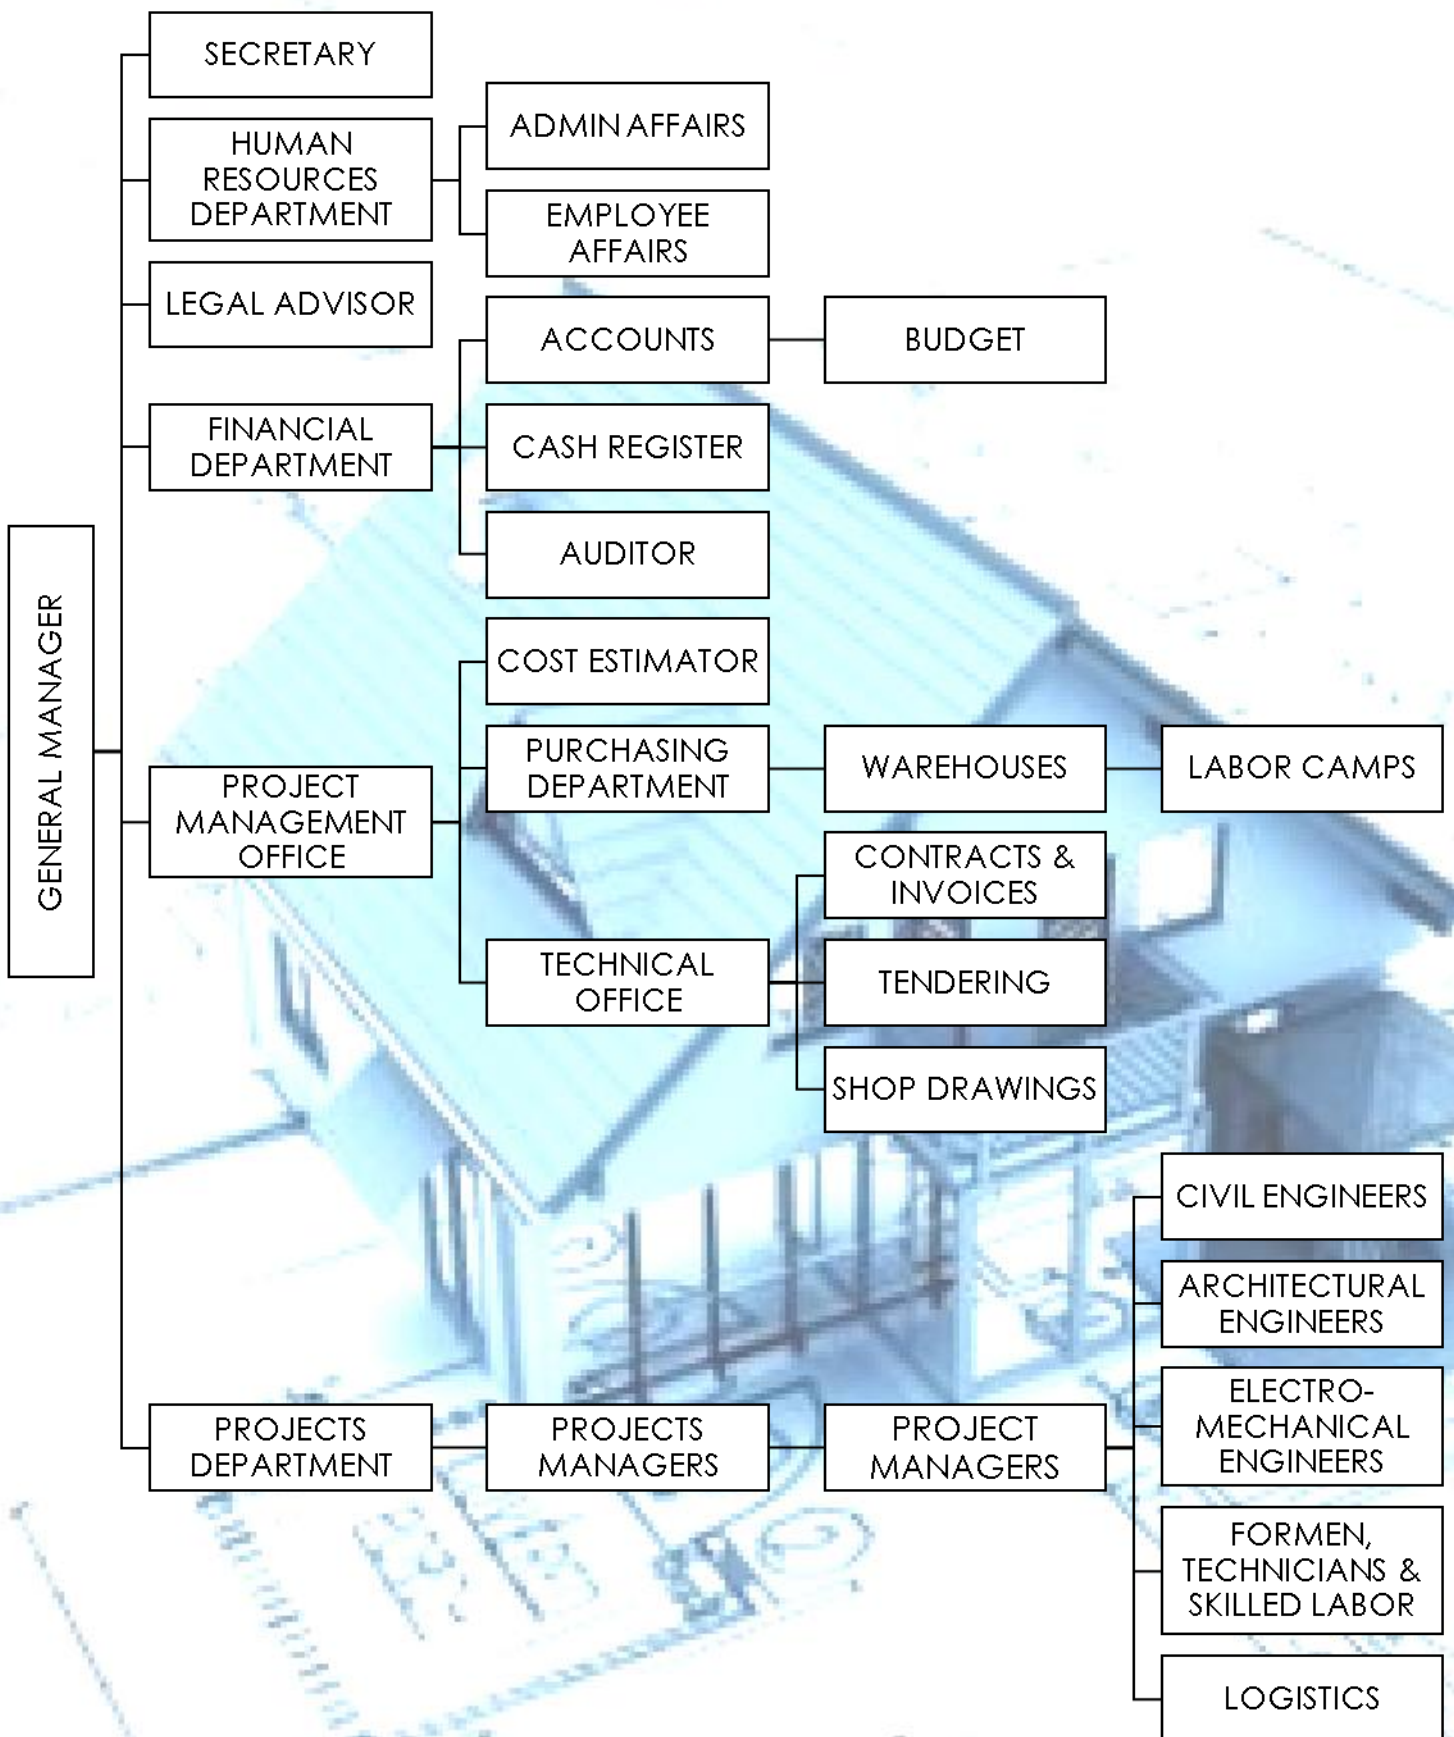 SECRETARY
HUMAN
RESOURCES
DEPARTMENT
ADMIN AFFAIRS
EMPLOYEE
AFFAIRS
LEGAL ADVISOR
ACCOUNTS
BUDGET
FINANCIAL
DEPARTMENT
CASH REGISTER
AUDITOR
GENERAL MANAGER
COST ESTIMATOR
PROJECT
MANAGEMENT
OFFICE
PURCHASING
DEPARTMENT
WAREHOUSES
LABOR CAMPS
TECHNICAL
OFFICE
CONTRACTS &
INVOICES
TENDERING
SHOP DRAWINGS
PROJECTS
DEPARTMENT
PROJECTS
MANAGERS
PROJECT
MANAGERS
CIVIL ENGINEERS
ARCHITECTURAL
ENGINEERS
ELECTRO-
MECHANICAL
ENGINEERS
FORMEN,
TECHNICIANS &
SKILLED LABOR
LOGISTICS